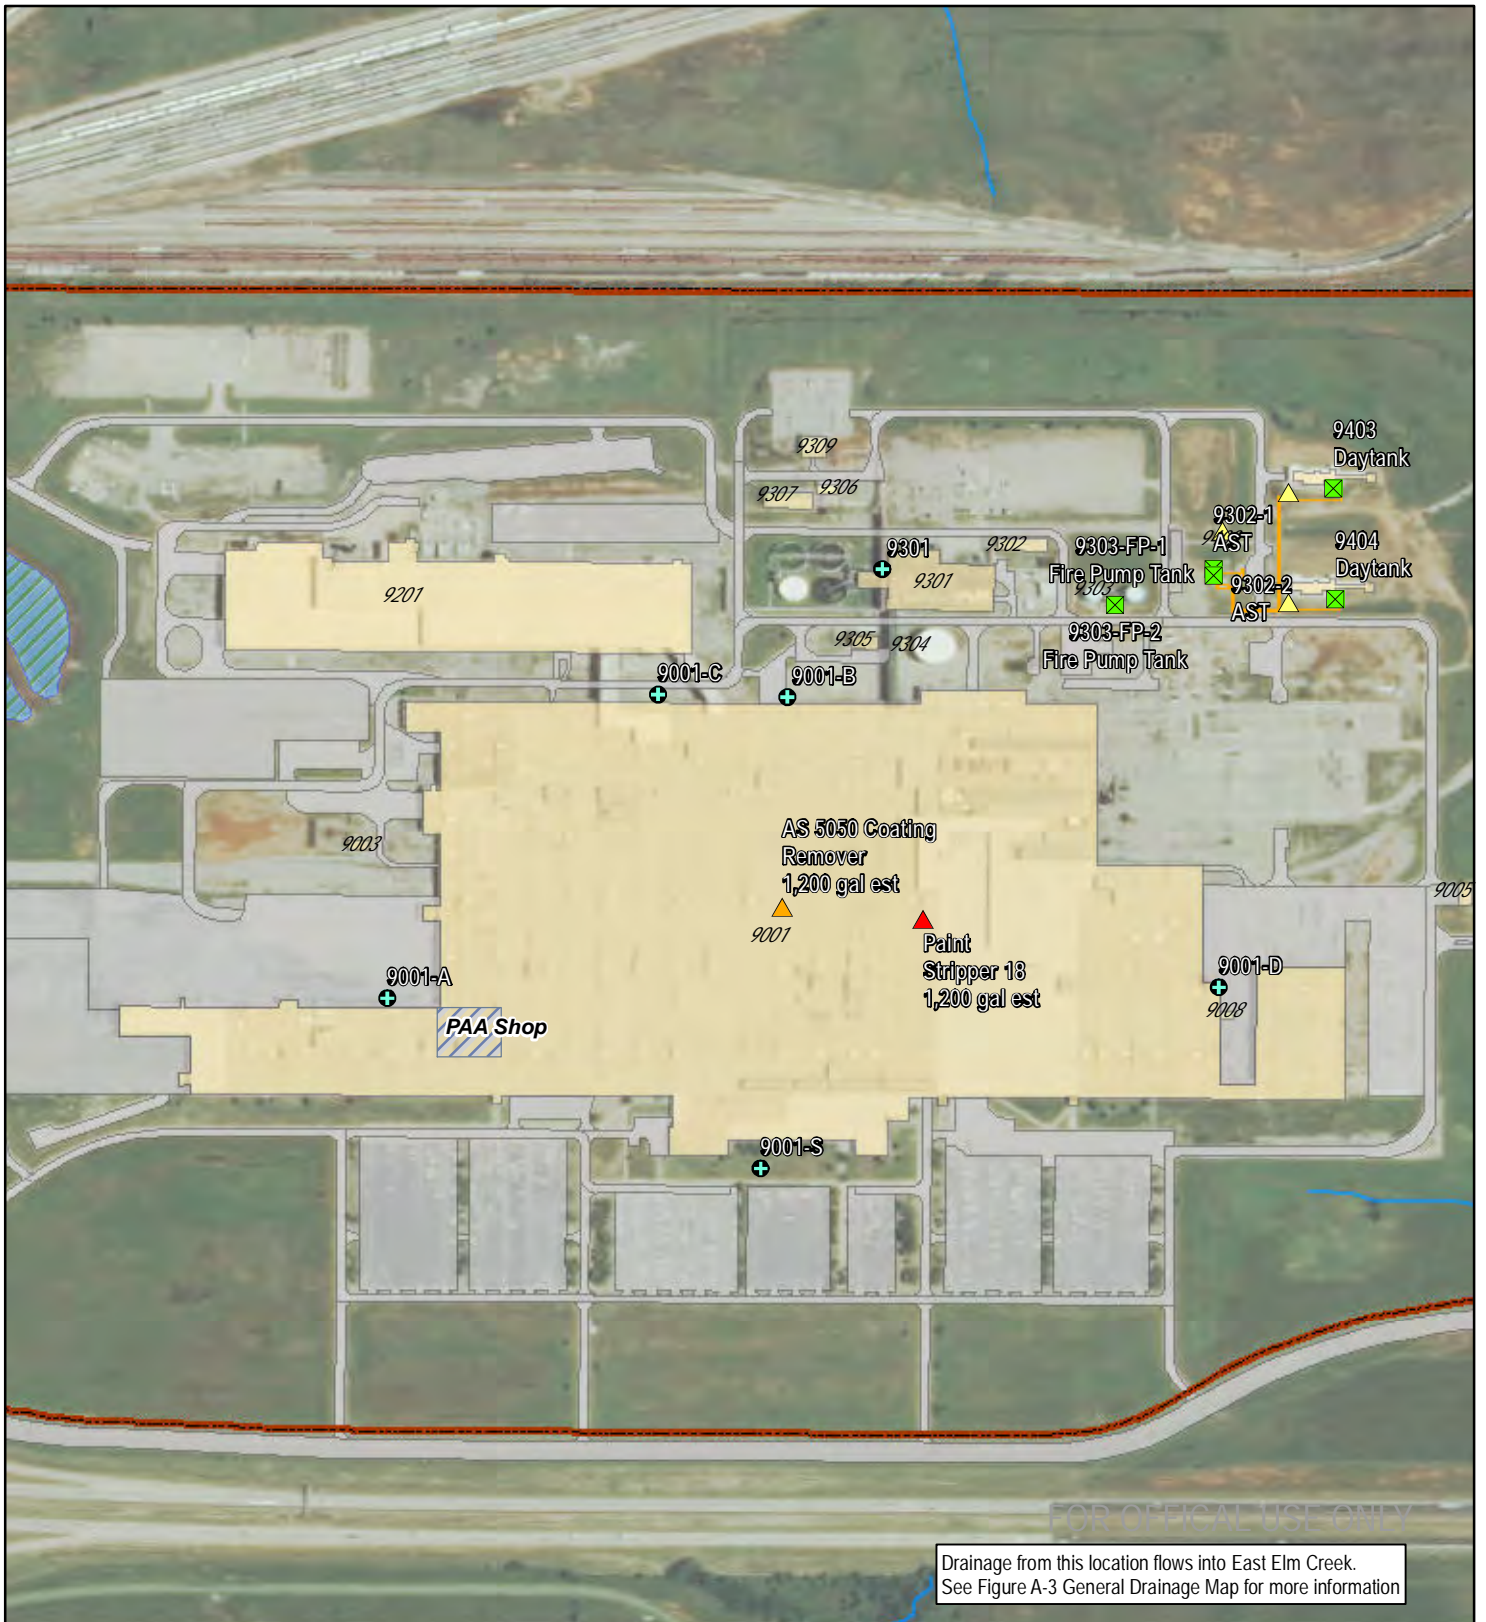 9403
Daytank
9309
9307
9306
9302-1
AST
9404
Daytank
9301
9302
9303-FP-1
Fire Pump Tank
9301
9303
9302-2
AST
9201
9303-FP-2
Fire Pump Tank
9305
9304
9001-C
9001-B
9003
AS 5050 Coating
Remover
1,200 gal est
9005
9001
Paint
Stripper 18
1,200 gal est
9001-A
9001-D
9008
PAA Shop
9001-S
FOR OFFICAL USE ONLY
Drainage from this location flows into East Elm Creek.
See Figure A-3 General Drainage Map for more information